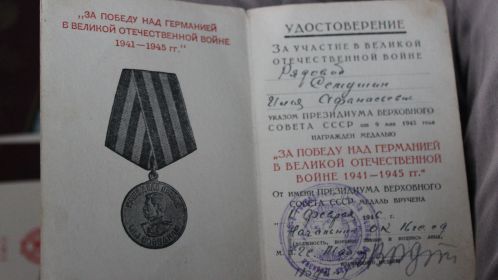 „ЗА ПОБЕДУ НАД ГЕРМАНИЕЙ
В ВЕЛИКОЙ ОТЕЧЕСТВЕННОЙ ВОЙНЕ
1941—1945 гг."
УДОСТОВЕРЕНИЕ
ЗА УЧАСТИЕ В ВЕЛИКОЙ
ОТЕЧЕСТВЕННОЙ ВОЙНЕ
Рядовой
Афанасьевич
УКАЗОМ ПРЕЗИДИУМА ВЕРХОВНОГО
СОВЕТА СССР от 9 мая 1945 года
НАГРАЖДЕН МЕДАЛЬЮ
„ЗА ПОБЕДУ НАД ГЕРМАНИЕЙ
В ВЕЛИКОЙ ОТЕЧЕСТВЕННОЙ
ВОЙНЕ 1941—1945 гг."
От имени ПРЕЗИДИУМА ВЕРХОВНОГО
СОВЕТА СССР МЕДАЛЬ ВРУЧЕНА
г.
М. П.